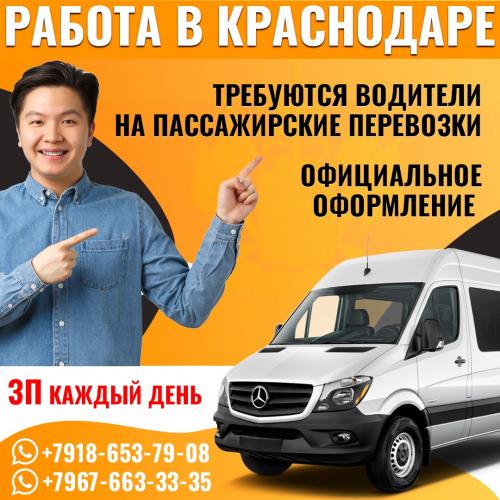 РАБОТА В КРАСНОДАРЕ
ТРЕБУЮТСЯ ВОДИТЕЛИ
НА ПАССАЖИРСКИЕ ПЕРЕВОЗКИ
ОФИЦИАЛЬНОЕ
ОФОРМЛЕНИЕ
ЗП КАЖДЫЙ ДЕНЬ
+7918-653-79-08
+7967-663-33-35